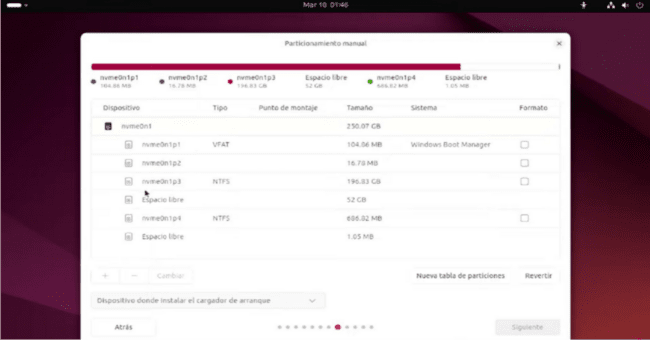 Mar 18 01:46
Particionamiento manual
nvme0n1p1 nvme0n1p2 nvme0n1p3 Espacio libre nvme0n1p4 Espacio libre
104.86 MB 16.78 MB 196.83 GB 52 GB 686.82 MB 1.05 MB
Dispositivo Tipo Punto de montaje Tamaño Sistema Formato
nvme0n1 250.07 GB
nvme0n1p1 VFAT 104.86 MB Windows Boot Manager
nvme0n1p2 16.78 MB
nvme0n1p3 NTFS 196.83 GB
Espacio libre 52 GB
nvme0n1p4 NTFS 686.82 MB
Espacio libre 1.05 MB
+ − Cambiar Nueva tabla de particiones Revertir
Dispositivo donde instalar el cargador de arranque
Atrás Siguiente